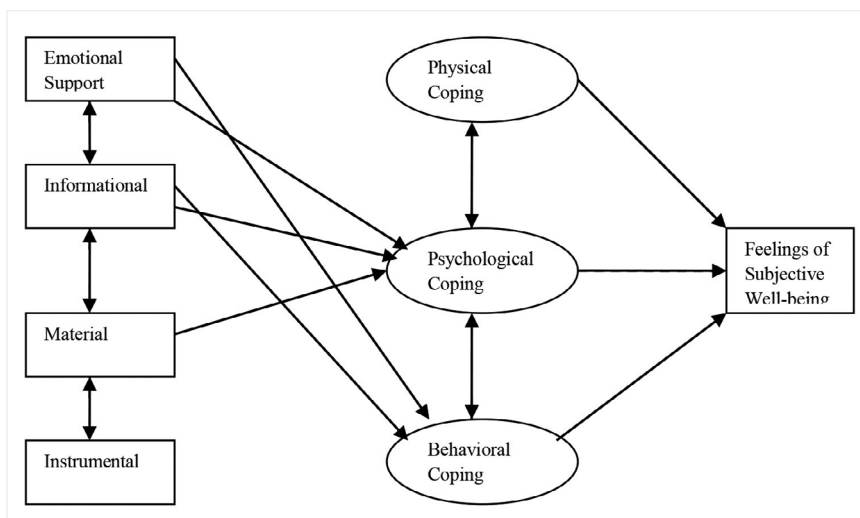 Emotional
Support
Informational
Material
Instrumental
Physical
Coping
Psychological
Coping
Behavioral
Coping
Feelings of
Subjective
Well-being